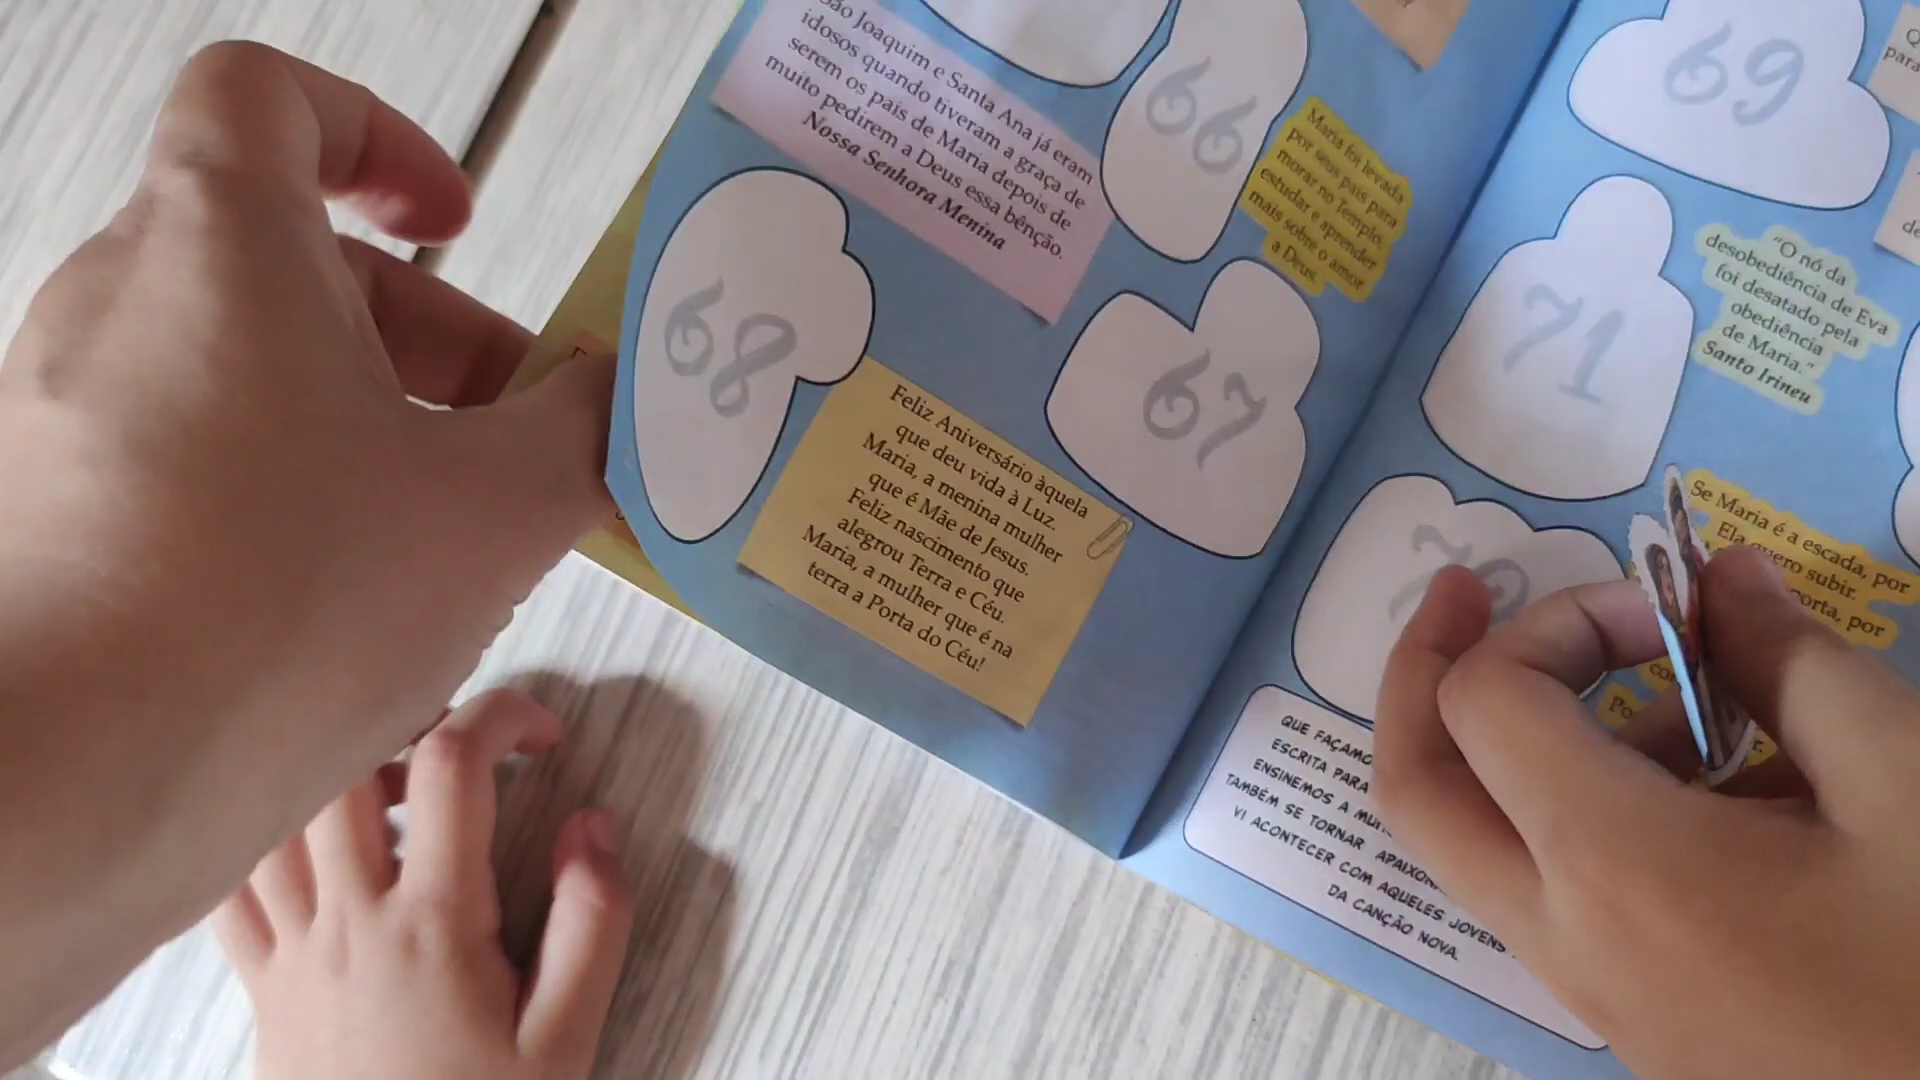 São Joaquim e Santa Ana já eram
idosos quando tiveram a graça de
serem os pais de Maria depois de
muito pedirem a Deus essa bênção.
Nossa Senhora Menina
66
Maria foi levada
por seus pais para
morar no Templo,
estudar e aprender
mais sobre o amor
a Deus.
68
67
Feliz Aniversário àquela
que deu vida à Luz.
Maria, a menina mulher
que é Mãe de Jesus.
Feliz nascimento que
alegrou Terra e Céu.
Maria, a mulher que é na
terra a Porta do Céu!
69
Q
para
71
"O nó da
desobediência de Eva
foi desatado pela
obediência
de Maria."
Santo Irineu
Se Maria é a escada, por
Ela quero subir.
porta, por
QUE FAÇAMO
ESCRITA PARA
ENSINEMOS A
TAMBÉM SE TORNAR
VI ACONTECER COM AQUELES JOVENS
DA CANÇÃO NOVA.